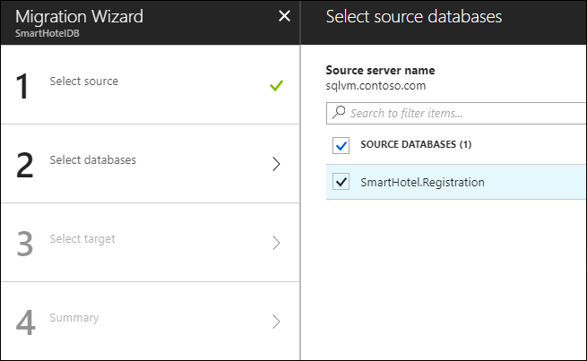 Migration Wizard
SmartHotelDB
1 Select source
2 Select databases
3 Select target
4 Summary
Select source databases
Source server name
sqlvm.contoso.com
Search to filter items...
SOURCE DATABASES (1)
SmartHotel.Registration